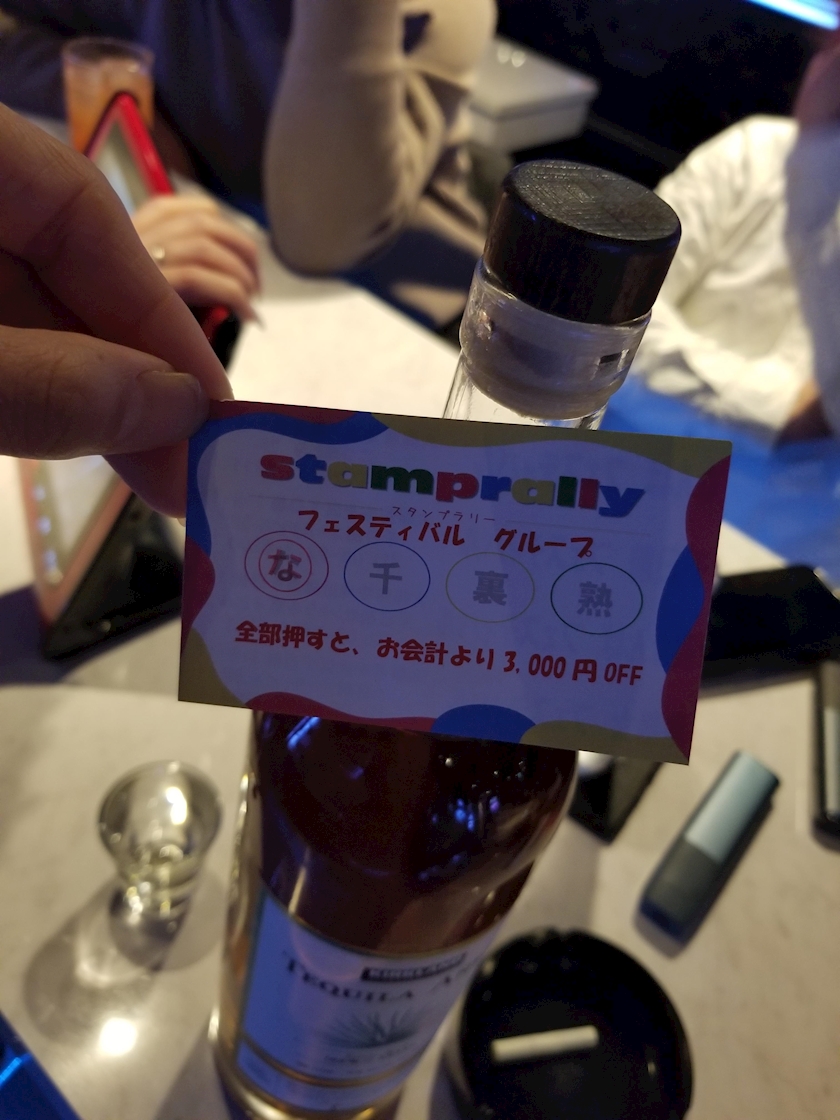 stamprally
スタンプラリー
フェスティバル グループ
な 千 裏 熟
全部押すと、お会計より3,000円OFF
KIRKLAND
TEQUILA